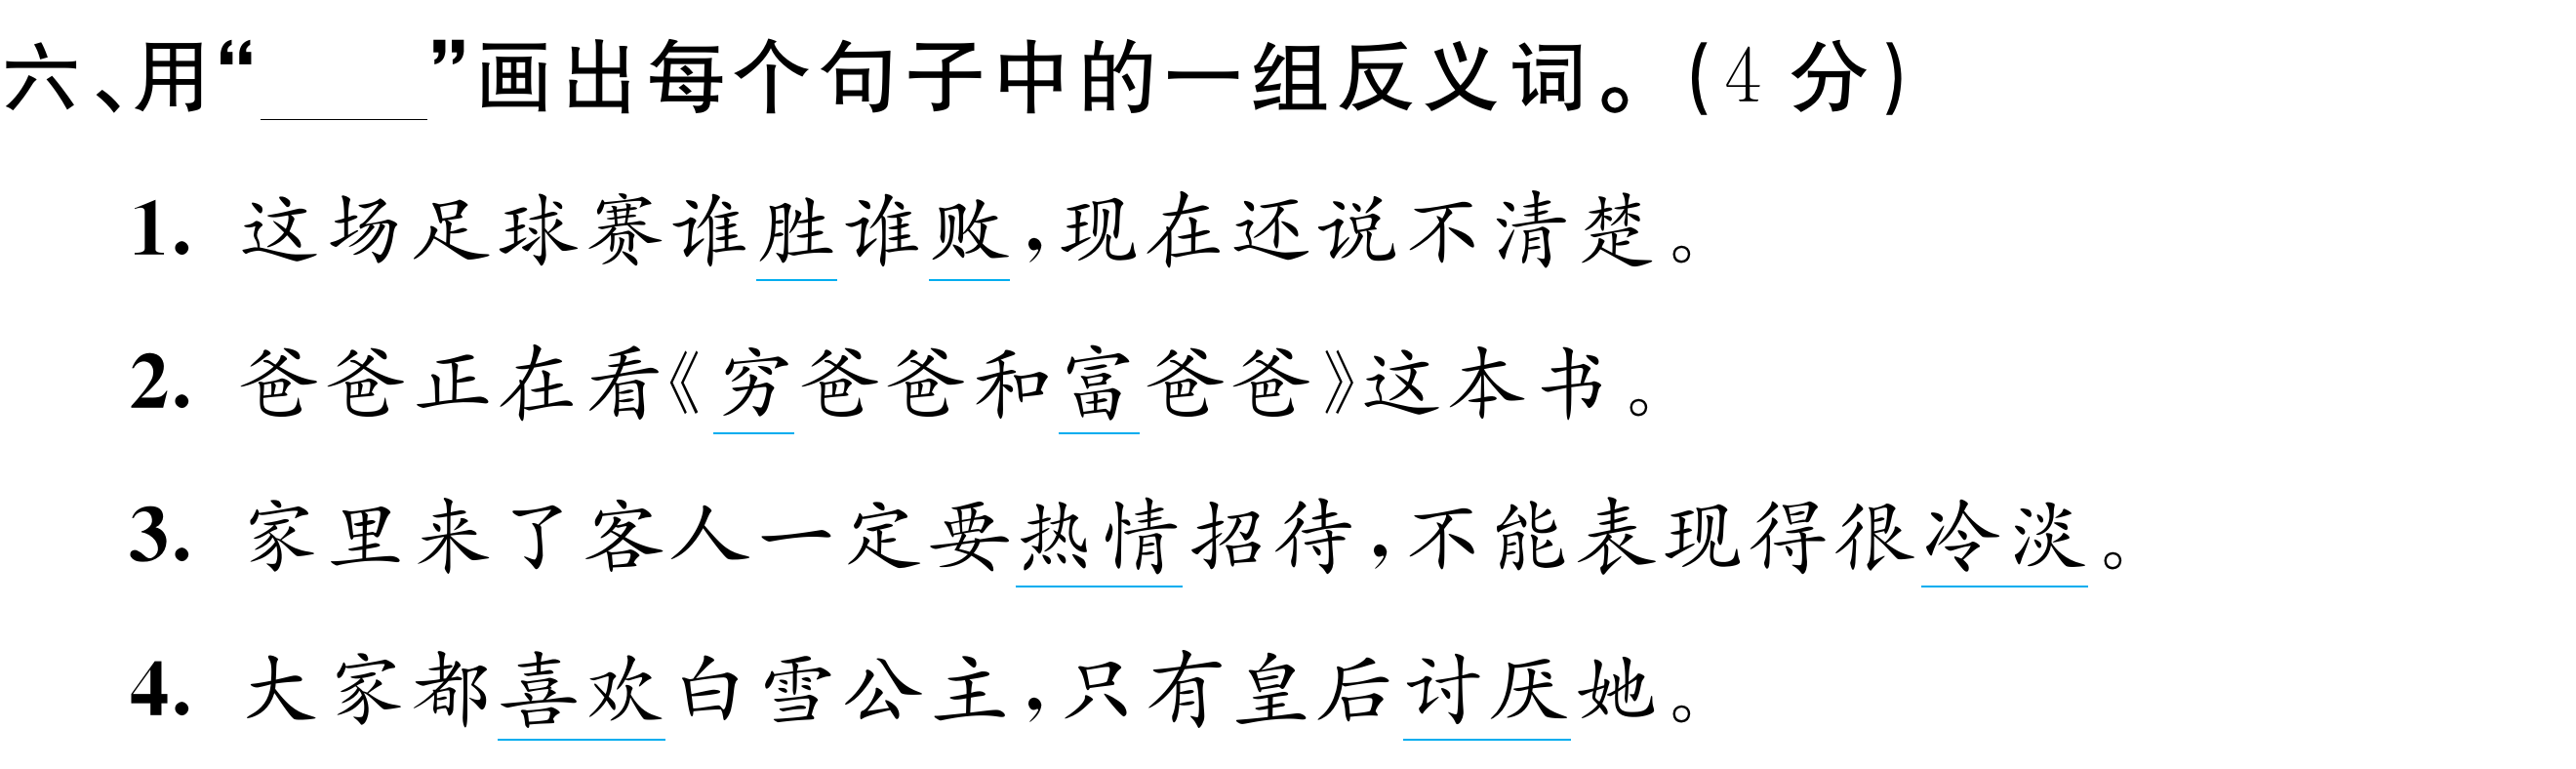 六、用“____”画出每个句子中的一组反义词。(4 分)
1. 这场足球赛谁胜谁败,现在还说不清楚。
2. 爸爸正在看《穷爸爸和富爸爸》这本书。
3. 家里来了客人一定要热情招待,不能表现得很冷淡。
4. 大家都喜欢白雪公主,只有皇后讨厌她。